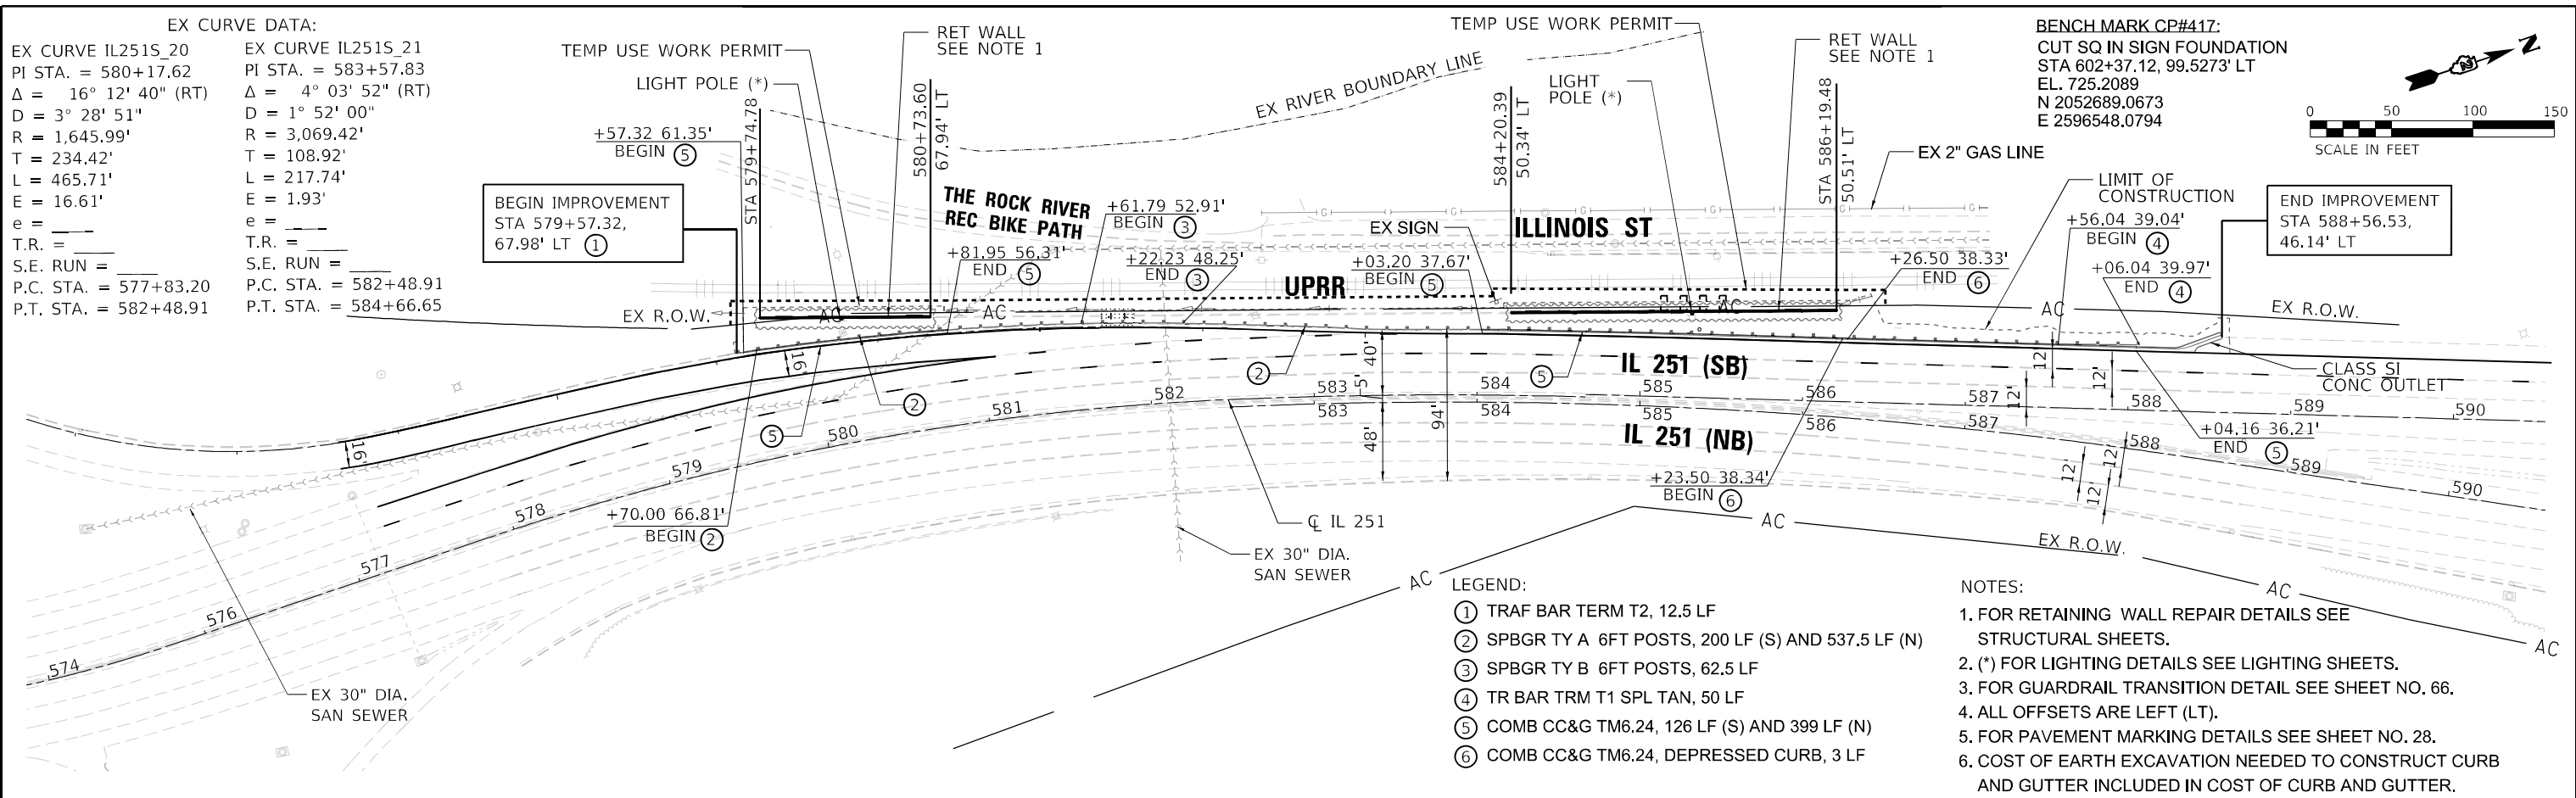 EX CURVE DATA:
EX CURVE IL251S_20
PI STA. = 580+17.62
Δ = 16° 12' 40" (RT)
D = 3° 28' 51"
R = 1,645.99'
T = 234.42'
L = 465.71'
E = 16.61'
e = ____
T.R. = ____
S.E. RUN = ____
P.C. STA. = 577+83.20
P.T. STA. = 582+48.91
EX CURVE IL251S_21
PI STA. = 583+57.83
Δ = 4° 03' 52" (RT)
D = 1° 52' 00"
R = 3,069.42'
T = 108.92'
L = 217.74'
E = 1.93'
e = ____
T.R. = ____
S.E. RUN = ____
P.C. STA. = 582+48.91
P.T. STA. = 584+66.65
TEMP USE WORK PERMIT
LIGHT POLE (*)
RET WALL
SEE NOTE 1
+57.32 61.35'
BEGIN ⑤
STA 579+74.78
580+73.60
67.94' LT
BEGIN IMPROVEMENT
STA 579+57.32,
67.98' LT ①
EX RIVER BOUNDARY LINE
THE ROCK RIVER
REC BIKE PATH
+61.79 52.91'
BEGIN ③
+81.95 56.31'
END ⑤
+22.23 48.25'
END ③
TEMP USE WORK PERMIT
LIGHT
POLE (*)
RET WALL
SEE NOTE 1
584+20.39
50.34' LT
STA 586+19.48
50.51' LT
EX SIGN
ILLINOIS ST
+03.20 37.67'
BEGIN ⑤
UPRR
EX 2" GAS LINE
G G G G G G G G
+26.50 38.33'
END ⑥
LIMIT OF
CONSTRUCTION
+56.04 39.04'
BEGIN ④
+06.04 39.97'
END ④
END IMPROVEMENT
STA 588+56.53,
46.14' LT
BENCH MARK CP#417:
CUT SQ IN SIGN FOUNDATION
STA 602+37.12, 99.5273' LT
EL. 725.2089
N 2052689.0673
E 2596548.0794
N
0 50 100 150
SCALE IN FEET
EX R.O.W.
AC
AC
AC
AC
EX R.O.W.
CLASS SI
CONC OUTLET
16'
16'
②
⑤
②
⑤
40'
5'
48'
94'
12'
12'
12'
12'
12'
12'
IL 251 (SB)
IL 251 (NB)
583 584 585 586 587 588 589 590
574 576 577 578 579 580 581 582 583 584 585 586 587 588 589 590
+70.00 66.81'
BEGIN ②
+23.50 38.34'
BEGIN ⑥
+04.16 36.21'
END ⑤
℄ IL 251
EX 30" DIA.
SAN SEWER
EX 30" DIA.
SAN SEWER
AC
AC
EX R.O.W.
AC
AC
LEGEND:
① TRAF BAR TERM T2, 12.5 LF
② SPBGR TY A 6FT POSTS, 200 LF (S) AND 537.5 LF (N)
③ SPBGR TY B 6FT POSTS, 62.5 LF
④ TR BAR TRM T1 SPL TAN, 50 LF
⑤ COMB CC&G TM6.24, 126 LF (S) AND 399 LF (N)
⑥ COMB CC&G TM6.24, DEPRESSED CURB, 3 LF
NOTES:
1. FOR RETAINING WALL REPAIR DETAILS SEE
STRUCTURAL SHEETS.
2. (*) FOR LIGHTING DETAILS SEE LIGHTING SHEETS.
3. FOR GUARDRAIL TRANSITION DETAIL SEE SHEET NO. 66.
4. ALL OFFSETS ARE LEFT (LT).
5. FOR PAVEMENT MARKING DETAILS SEE SHEET NO. 28.
6. COST OF EARTH EXCAVATION NEEDED TO CONSTRUCT CURB
AND GUTTER INCLUDED IN COST OF CURB AND GUTTER.